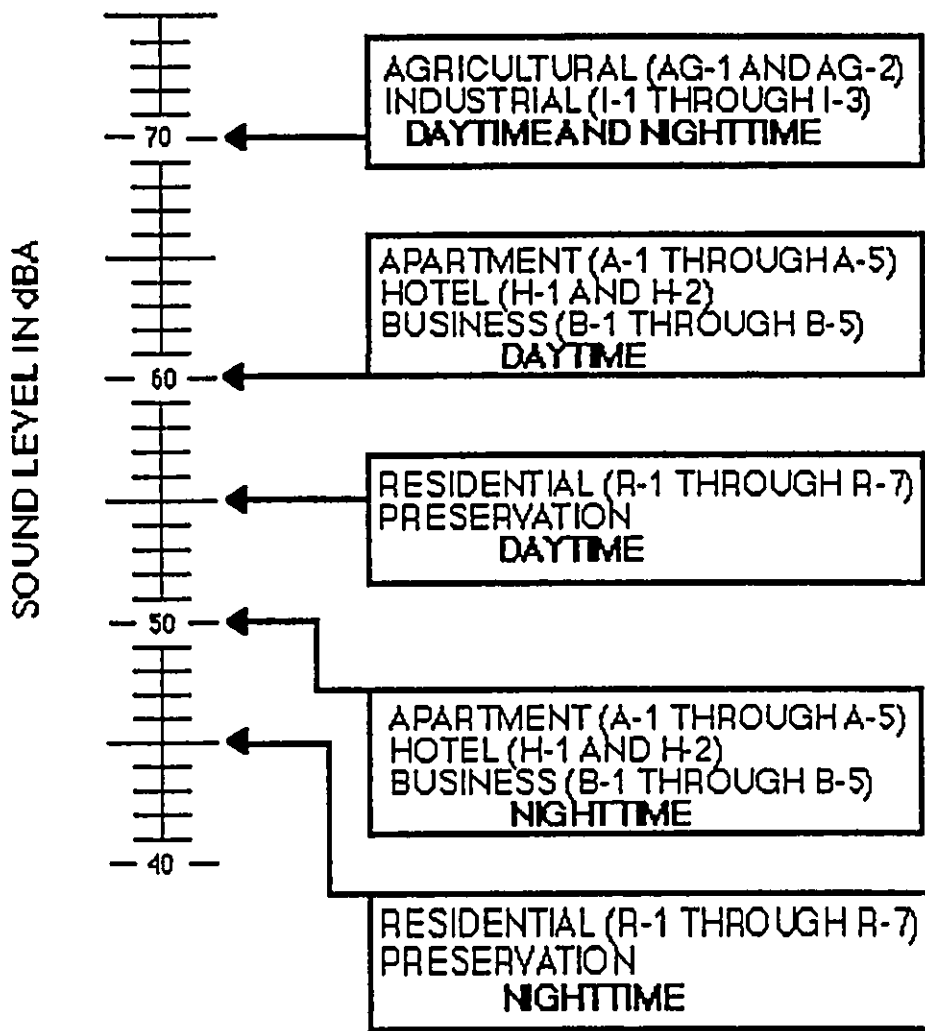 SOUND LEVEL IN dBA
70
60
50
40
AGRICULTURAL (AG-1 AND AG-2)
INDUSTRIAL (I-1 THROUGH I-3)
DAYTIME AND NIGHTTIME
APARTMENT (A-1 THROUGH A-5)
HOTEL (H-1 AND H-2)
BUSINESS (B-1 THROUGH B-5)
DAYTIME
RESIDENTIAL (R-1 THROUGH R-7)
PRESERVATION
DAYTIME
APARTMENT (A-1 THROUGH A-5)
HOTEL (H-1 AND H-2)
BUSINESS (B-1 THROUGH B-5)
NIGHTTIME
RESIDENTIAL (R-1 THROUGH R-7)
PRESERVATION
NIGHTTIME